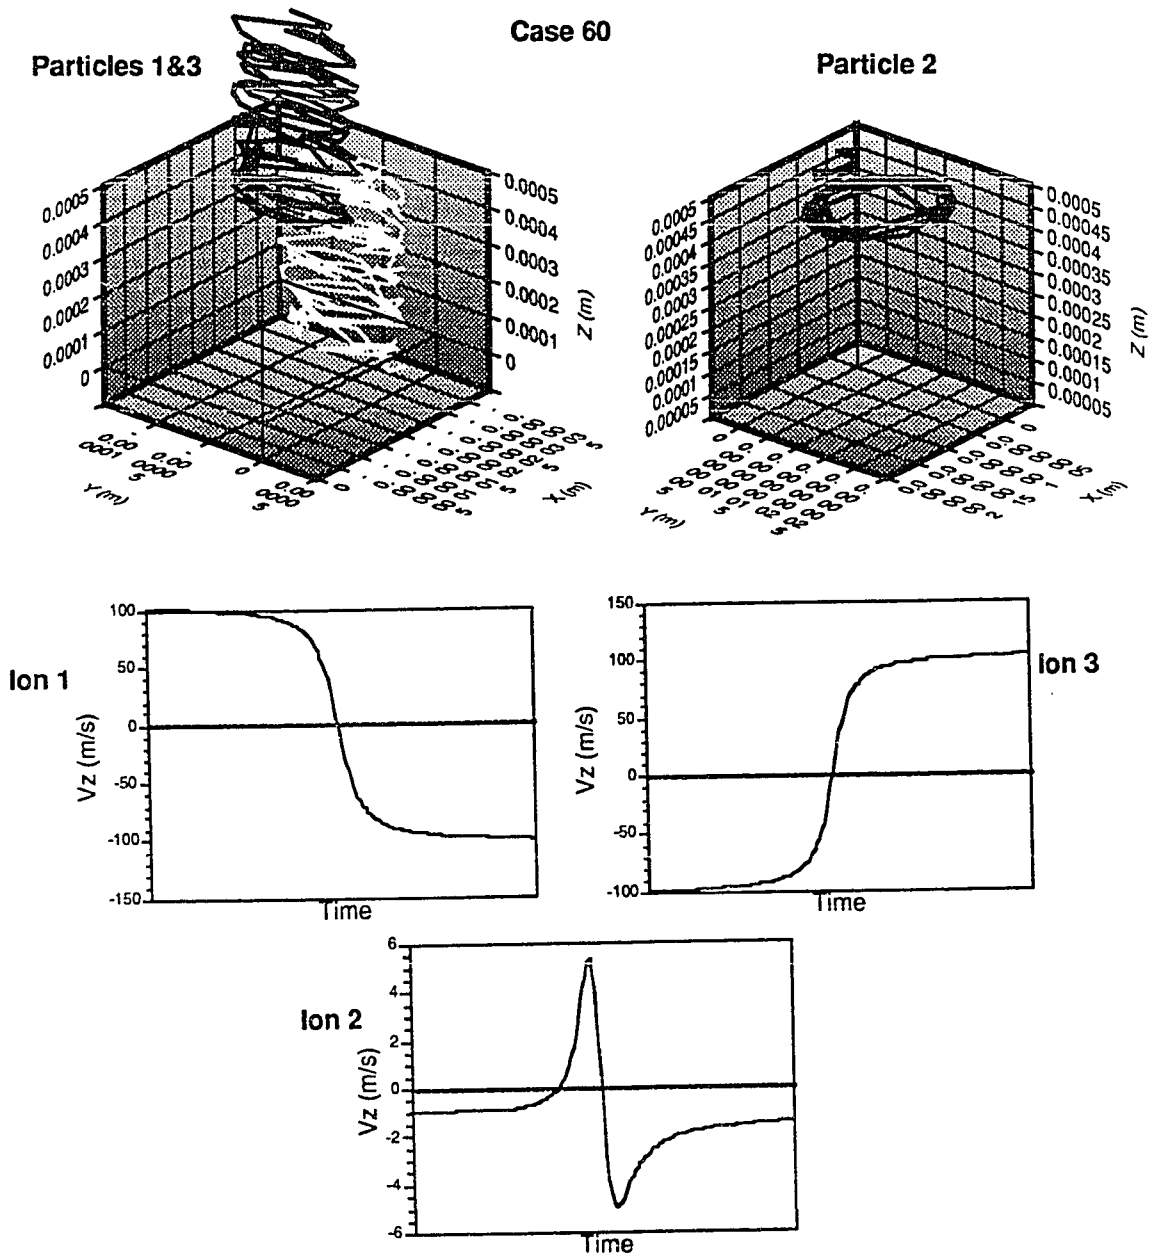 Case 60
Particles 1&3
Particle 2
0.0005
0.0004
0.0003
0.0002
0.0001
0
0.0005
0.0004
0.0003
0.0002
0.0001
0
Z (m)
Y (m)
X (m)
0.0005
0.00045
0.0004
0.00035
0.0003
0.00025
0.0002
0.00015
0.0001
0.00005
0.0005
0.00045
0.0004
0.00035
0.0003
0.00025
0.0002
0.00015
0.0001
0.00005
Z (m)
Y (m)
X (m)
Ion 1
100
50
0
-50
-100
-150
Vz (m/s)
Time
Ion 3
150
100
50
0
-50
-100
Vz (m/s)
Time
Ion 2
6
4
2
0
-2
-4
-6
Vz (m/s)
Time